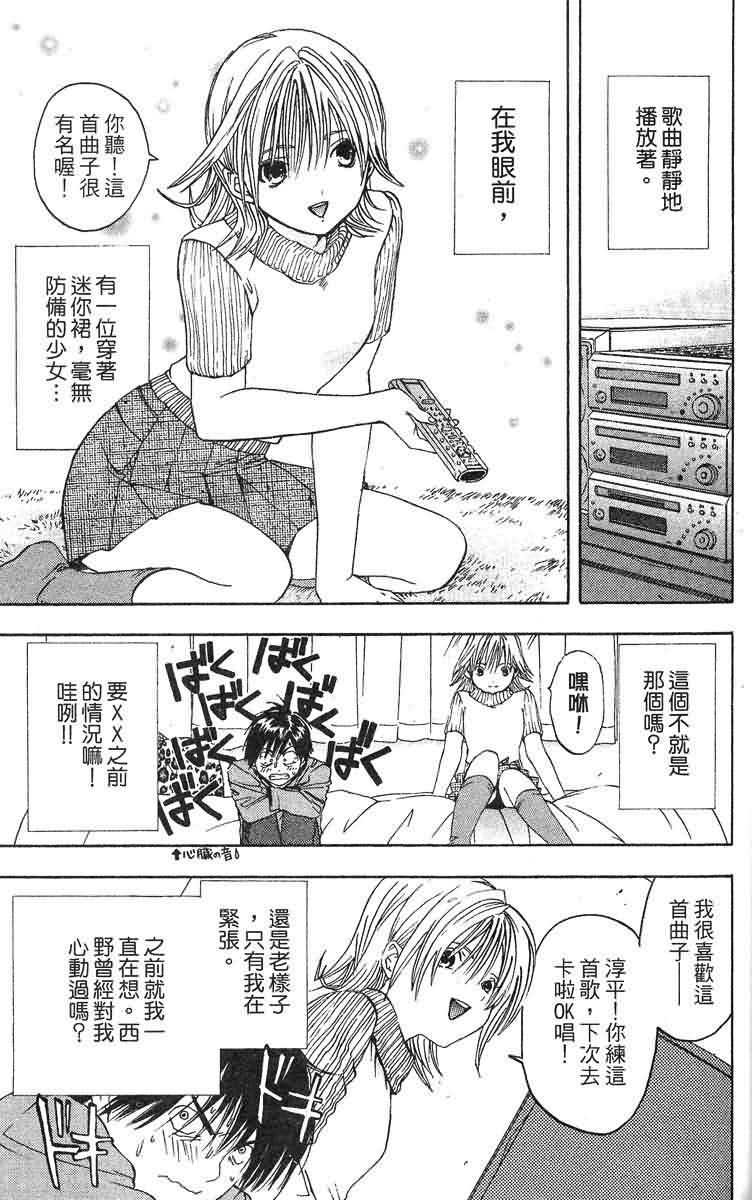 歌曲靜靜地
播放著。
在我眼前，
你聽！這
首曲子很
有名喔！
有一位穿著
迷你裙，毫無
防備的少女…
這個不就是
那個嗎？
嘿咻！
ばく
ばく
ばく
ばく
ばく
ばく
ばく
ばく
⬆心臓の音
要XX之前
的情況嘛！
哇咧!!
我很喜歡這
首曲子──
淳平！你練這
首歌，下次去
卡啦OK唱！
還是老樣子
，只有我在
緊張。
之前就我一
直在想。西
野曾經對我
心動過嗎？
ドキ
ドキ